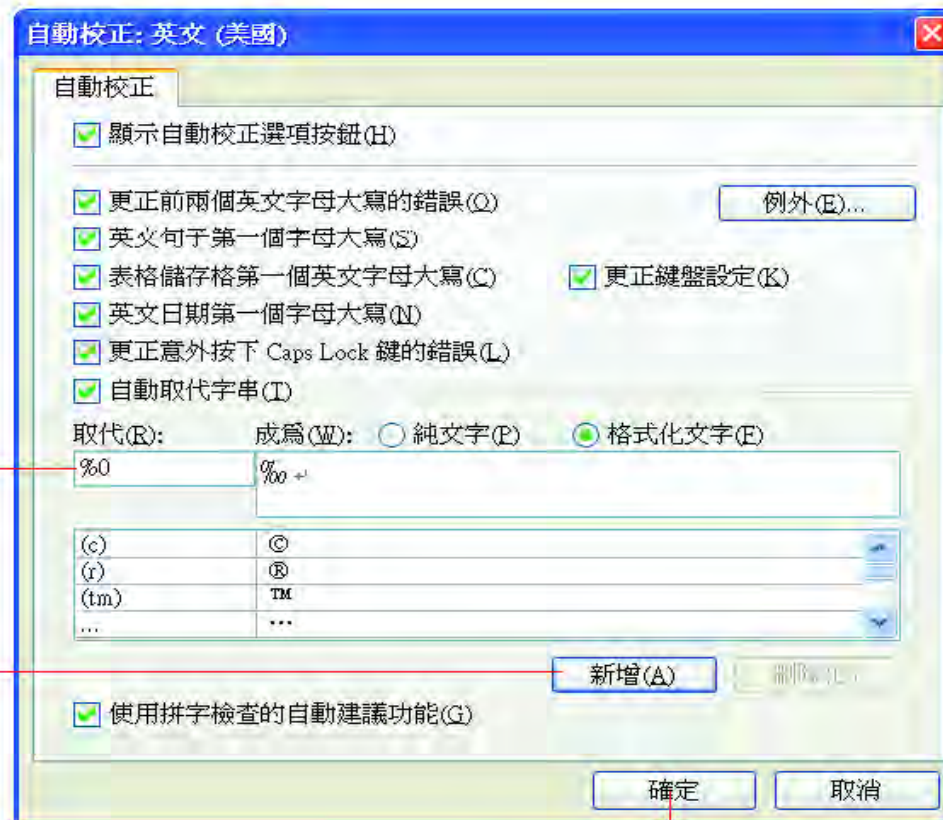 自動校正: 英文 (美國)
自動校正
顯示自動校正選項按鈕(H)
更正前兩個英文字母大寫的錯誤(O)
例外(E)...
英文句子第一個字母大寫(S)
表格儲存格第一個英文字母大寫(C)
更正鍵盤設定(K)
英文日期第一個字母大寫(N)
更正意外按下 Caps Lock 鍵的錯誤(L)
自動取代字串(T)
取代(R): 成為(W): 純文字(P) 格式化文字(F)
%0 ‰ ↵
(c) ©
(r) ®
(tm) ™
... …
新增(A)
使用拼字檢查的自動建議功能(G)
確定 取消